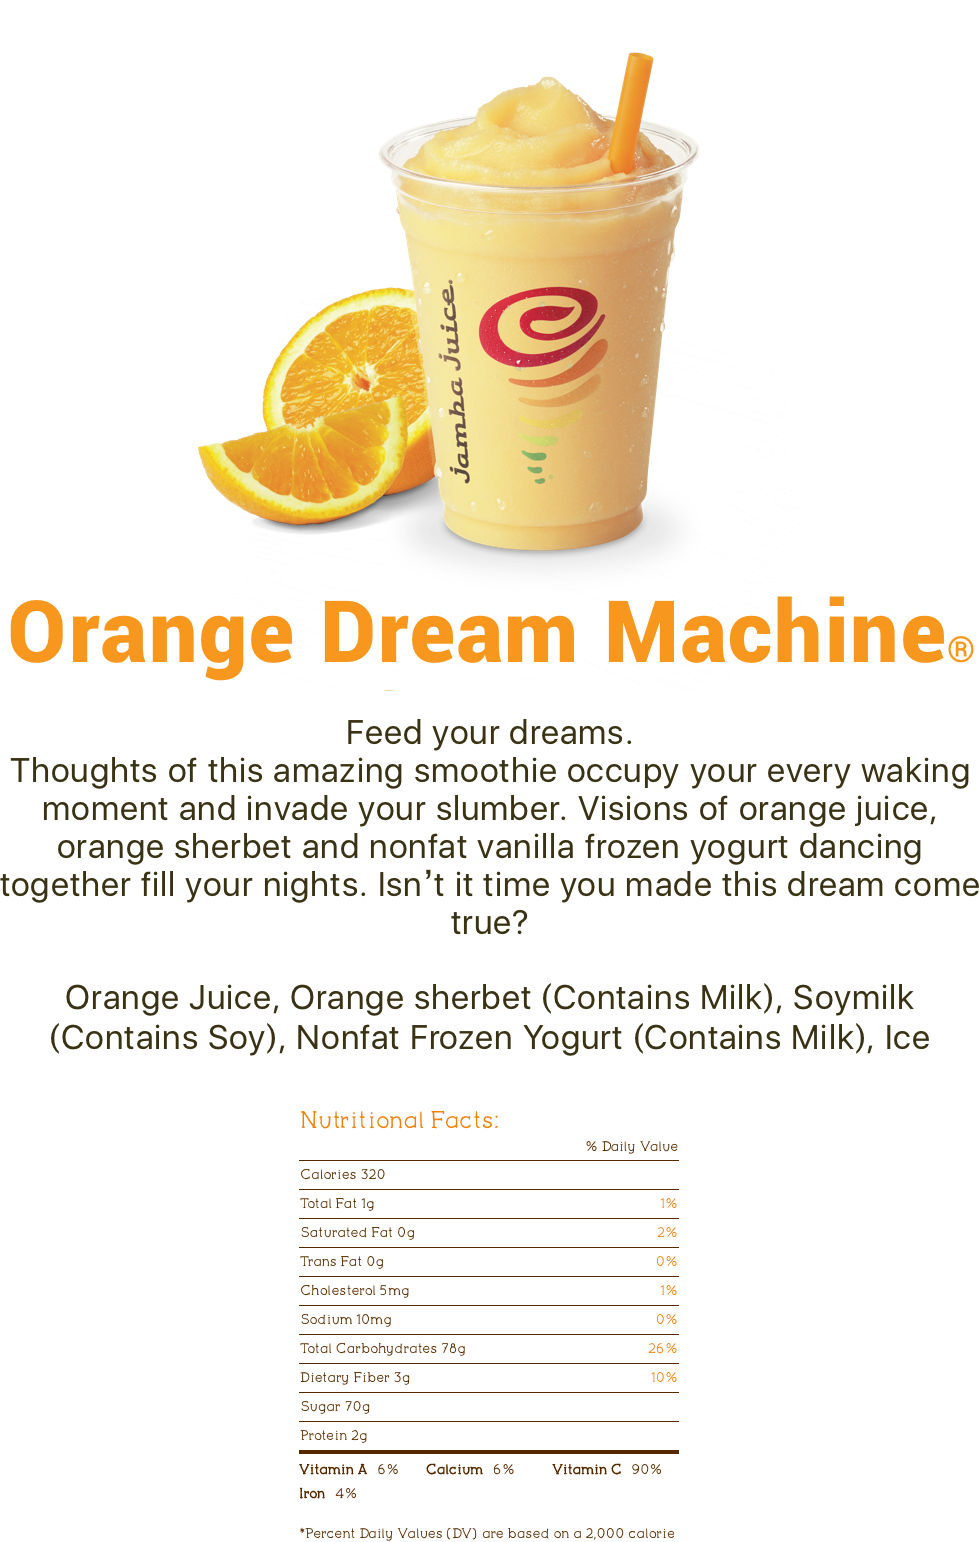 jamba juice.
Orange Dream Machine®
Feed your dreams.
Thoughts of this amazing smoothie occupy your every waking
moment and invade your slumber. Visions of orange juice,
orange sherbet and nonfat vanilla frozen yogurt dancing
together fill your nights. Isn’t it time you made this dream come
true?
Orange Juice, Orange sherbet (Contains Milk), Soymilk
(Contains Soy), Nonfat Frozen Yogurt (Contains Milk), Ice
Nutritional Facts:
% Daily Value
Calories 320
Total Fat 1g 1%
Saturated Fat 0g 2%
Trans Fat 0g 0%
Cholesterol 5mg 1%
Sodium 10mg 0%
Total Carbohydrates 78g 26%
Dietary Fiber 3g 10%
Sugar 70g
Protein 2g
Vitamin A 6% Calcium 6% Vitamin C 90%
Iron 4%
*Percent Daily Values (DV) are based on a 2,000 calorie